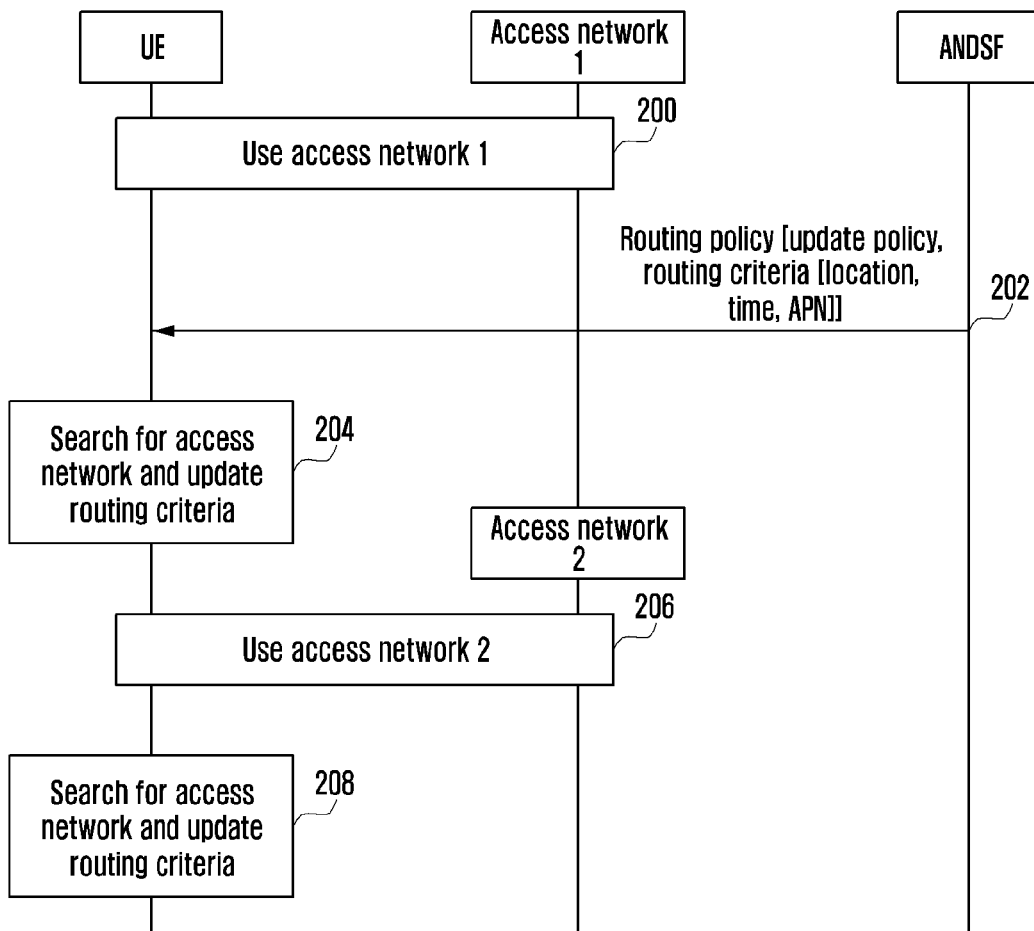 UE
Access network
1
ANDSF
200
Use access network 1
Routing policy [update policy,
routing criteria [location,
time, APN]]
202
204
Search for access
network and update
routing criteria
Access network
2
206
Use access network 2
208
Search for access
network and update
routing criteria